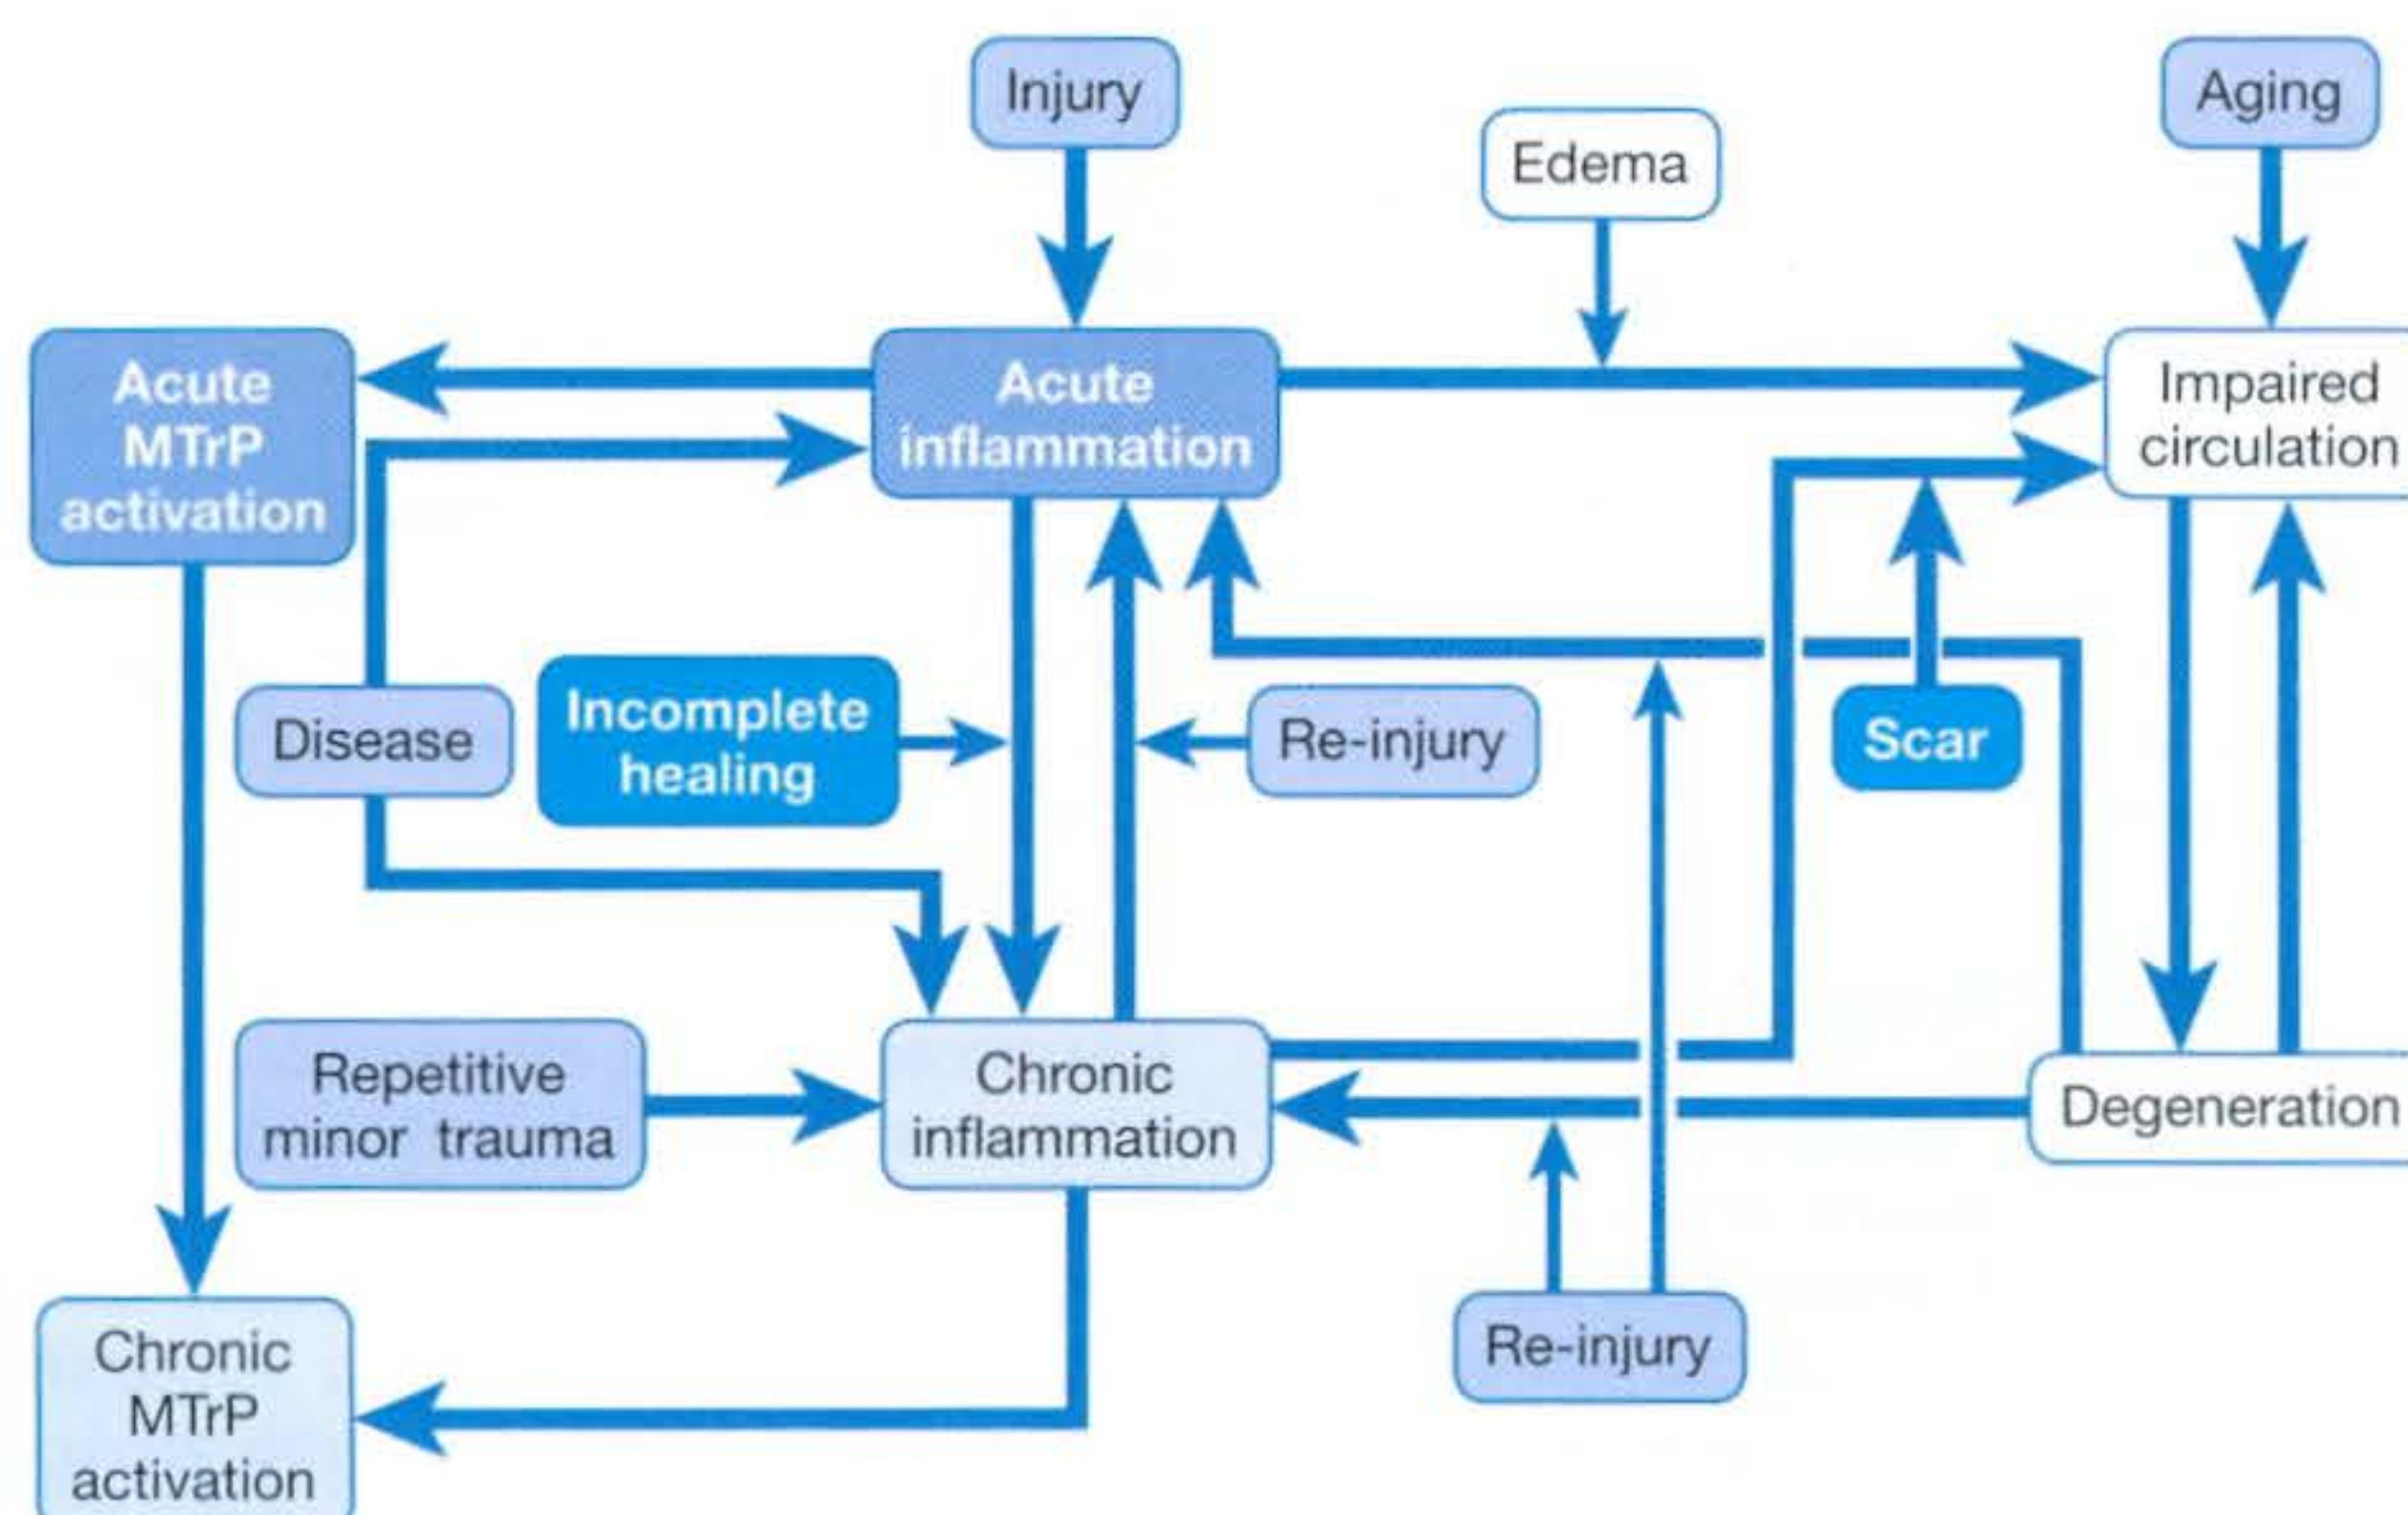 Injury
Aging
Edema
Acute
MTrP
activation
Acute
inflammation
Impaired
circulation
Disease
Incomplete
healing
Re-injury
Scar
Repetitive
minor trauma
Chronic
inflammation
Degeneration
Chronic
MTrP
activation
Re-injury